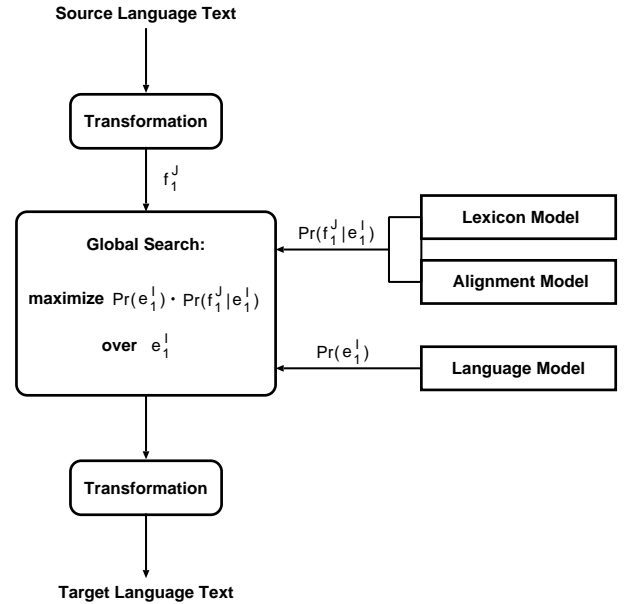 Source Language Text
Transformation
f_1^J
Global Search:
maximize Pr(e_1^I) · Pr(f_1^J|e_1^I)
over e_1^I
Pr(f_1^J|e_1^I)
Lexicon Model
Alignment Model
Pr(e_1^I)
Language Model
Transformation
Target Language Text